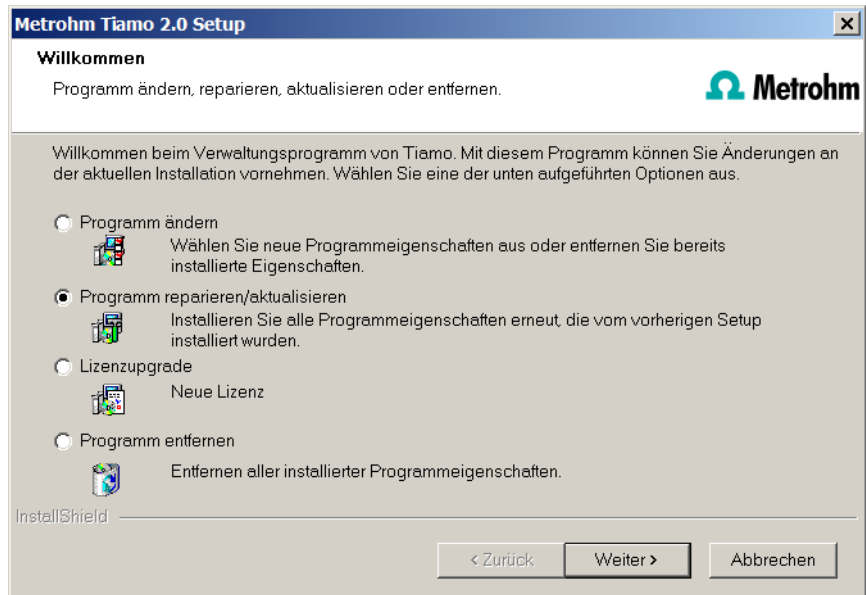 Metrohm Tiamo 2.0 Setup
Willkommen
Programm ändern, reparieren, aktualisieren oder entfernen.
Metrohm
Willkommen beim Verwaltungsprogramm von Tiamo. Mit diesem Programm können Sie Änderungen an
der aktuellen Installation vornehmen. Wählen Sie eine der unten aufgeführten Optionen aus.
Programm ändern
Wählen Sie neue Programmeigenschaften aus oder entfernen Sie bereits
installierte Eigenschaften.
Programm reparieren/aktualisieren
Installieren Sie alle Programmeigenschaften erneut, die vom vorherigen Setup
installiert wurden.
Lizenzupgrade
Neue Lizenz
Programm entfernen
Entfernen aller installierter Programmeigenschaften.
InstallShield
< Zurück
Weiter >
Abbrechen